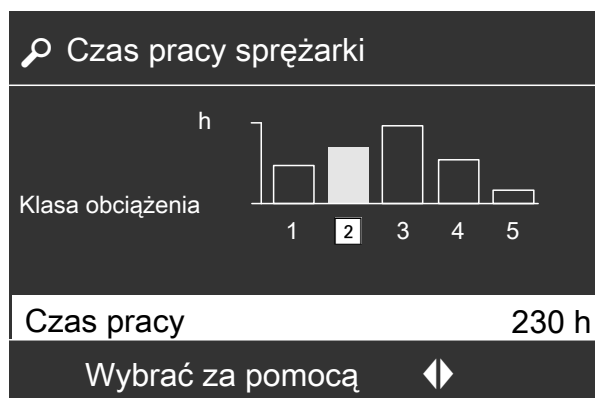 Czas pracy sprężarki
h
Klasa obciążenia
1 2 3 4 5
Czas pracy 230 h
Wybrać za pomocą